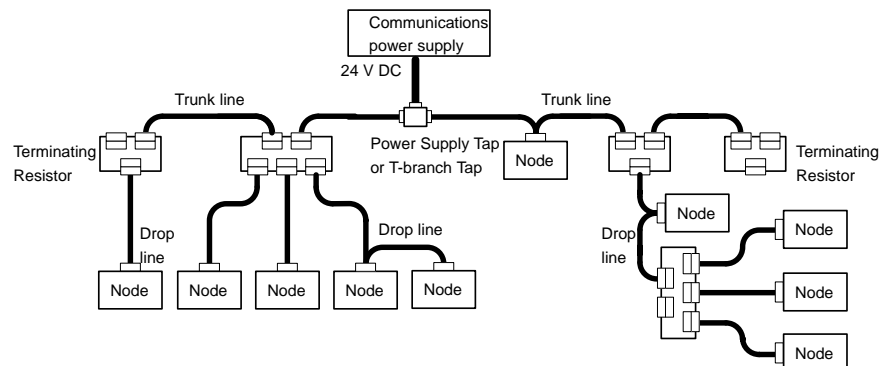 Communications
power supply
24 V DC
Trunk line
Trunk line
Terminating
Resistor
Power Supply Tap
or T-branch Tap
Node
Terminating
Resistor
Node
Node
Drop
line
Drop line
Drop
line
Node
Node
Node
Node
Node
Node
Node